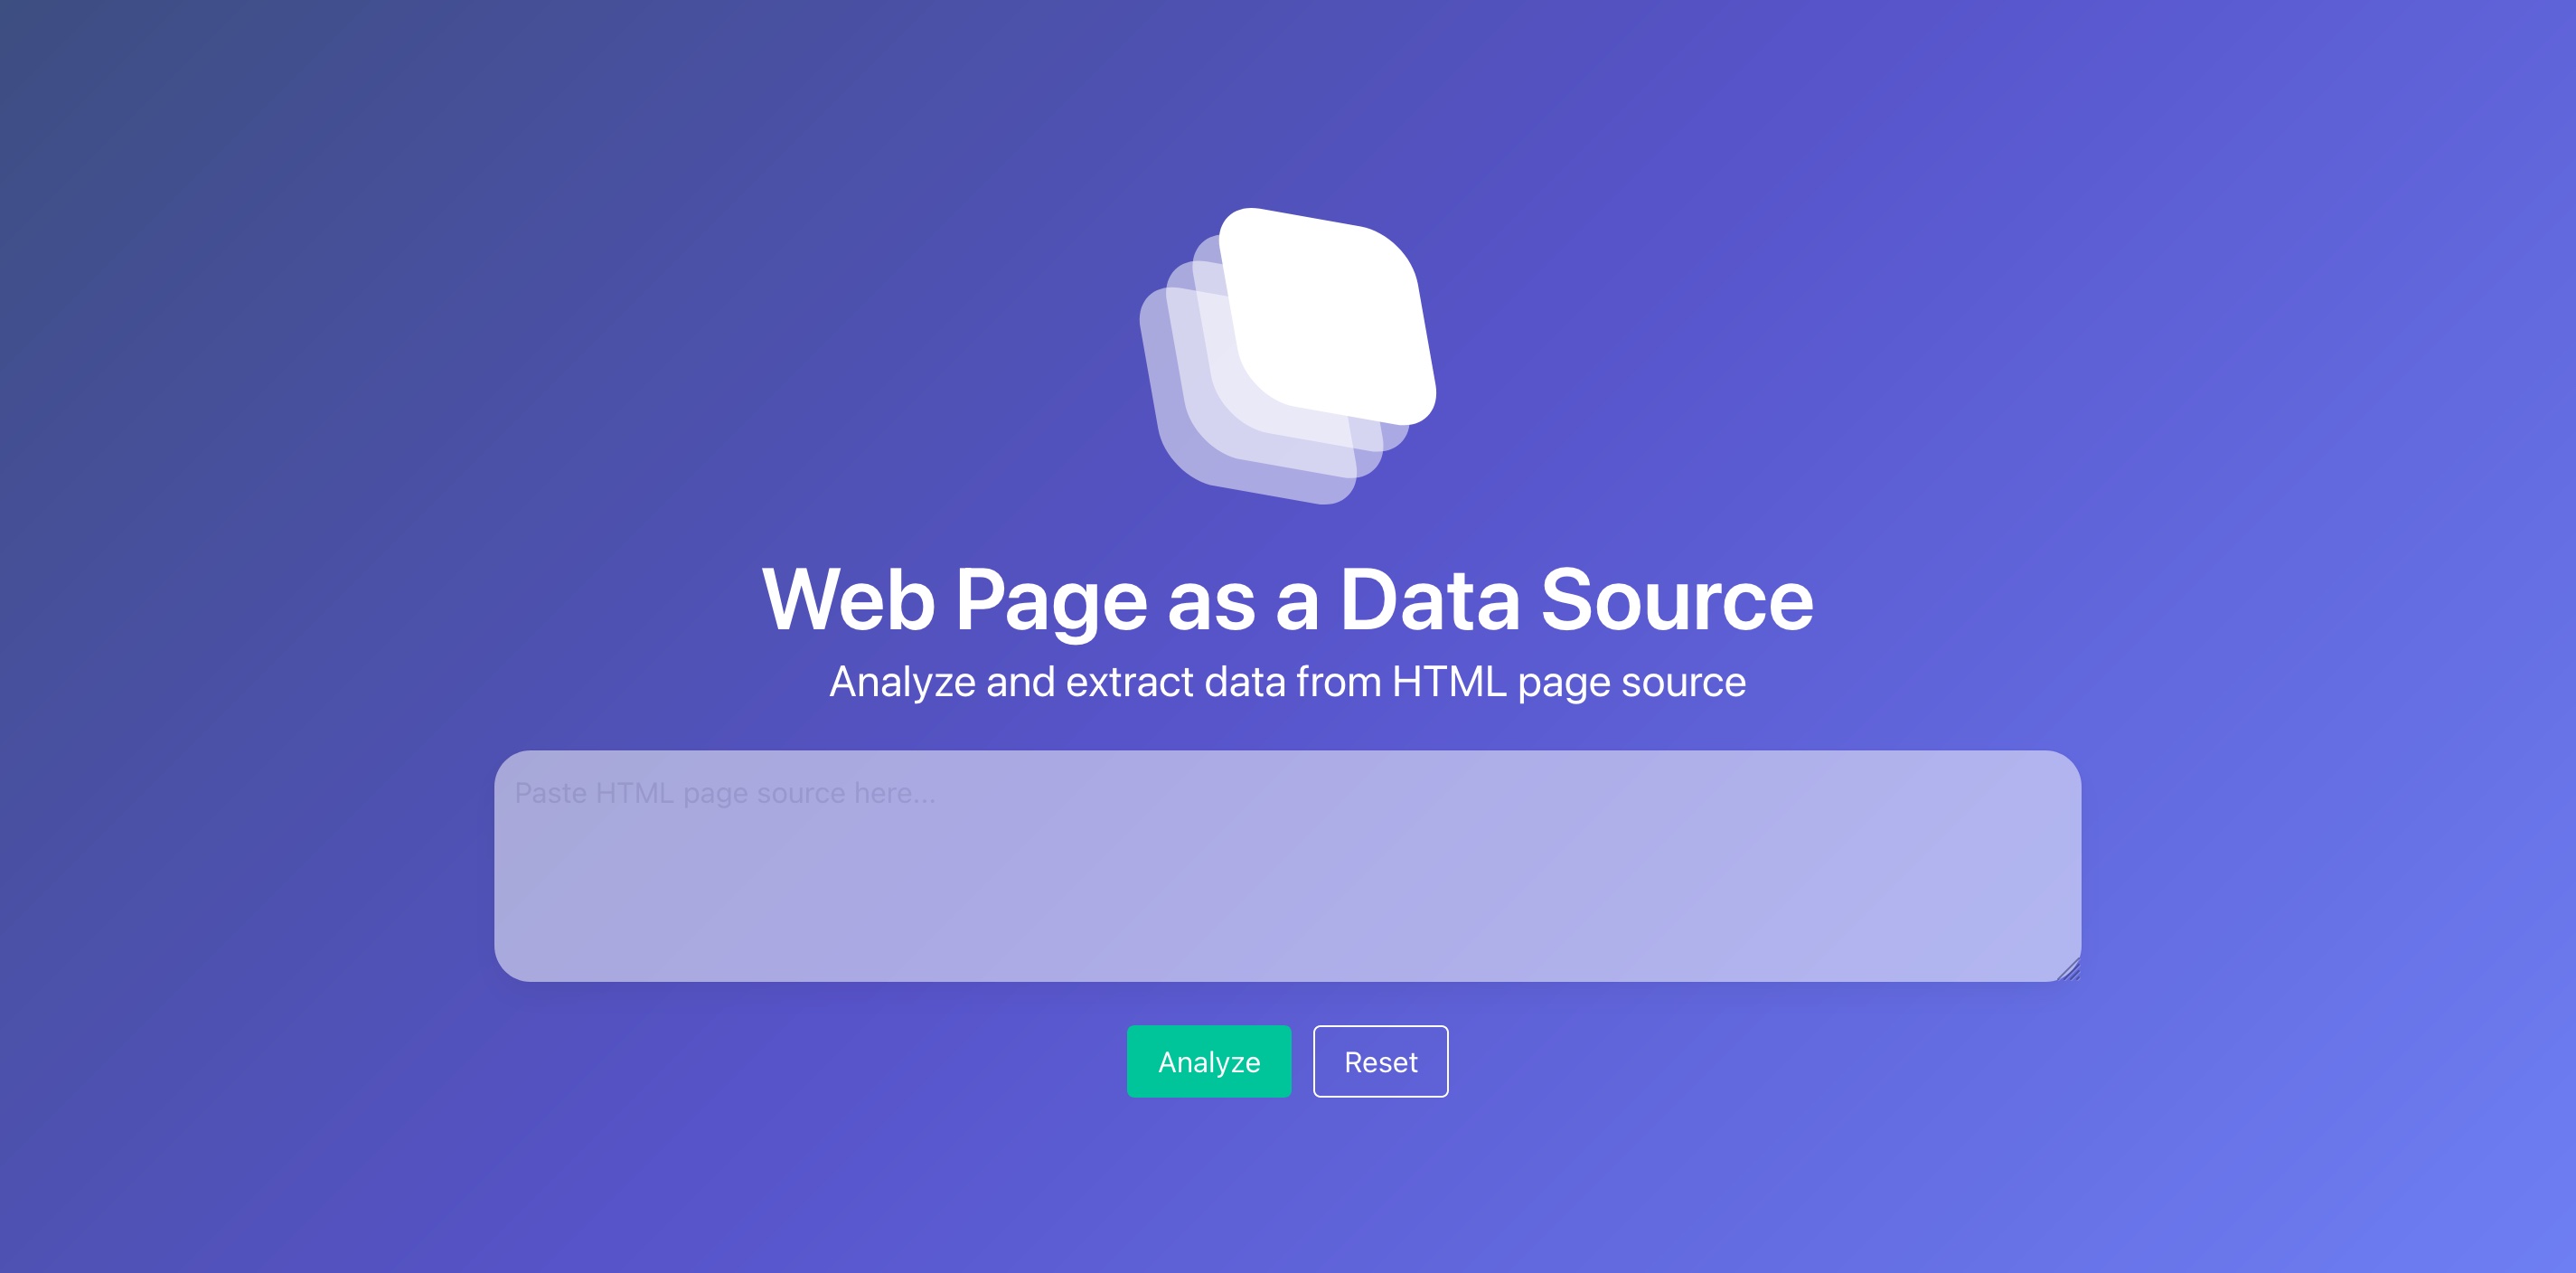 Web Page as a Data Source
Analyze and extract data from HTML page source
Paste HTML page source here...
Analyze
Reset